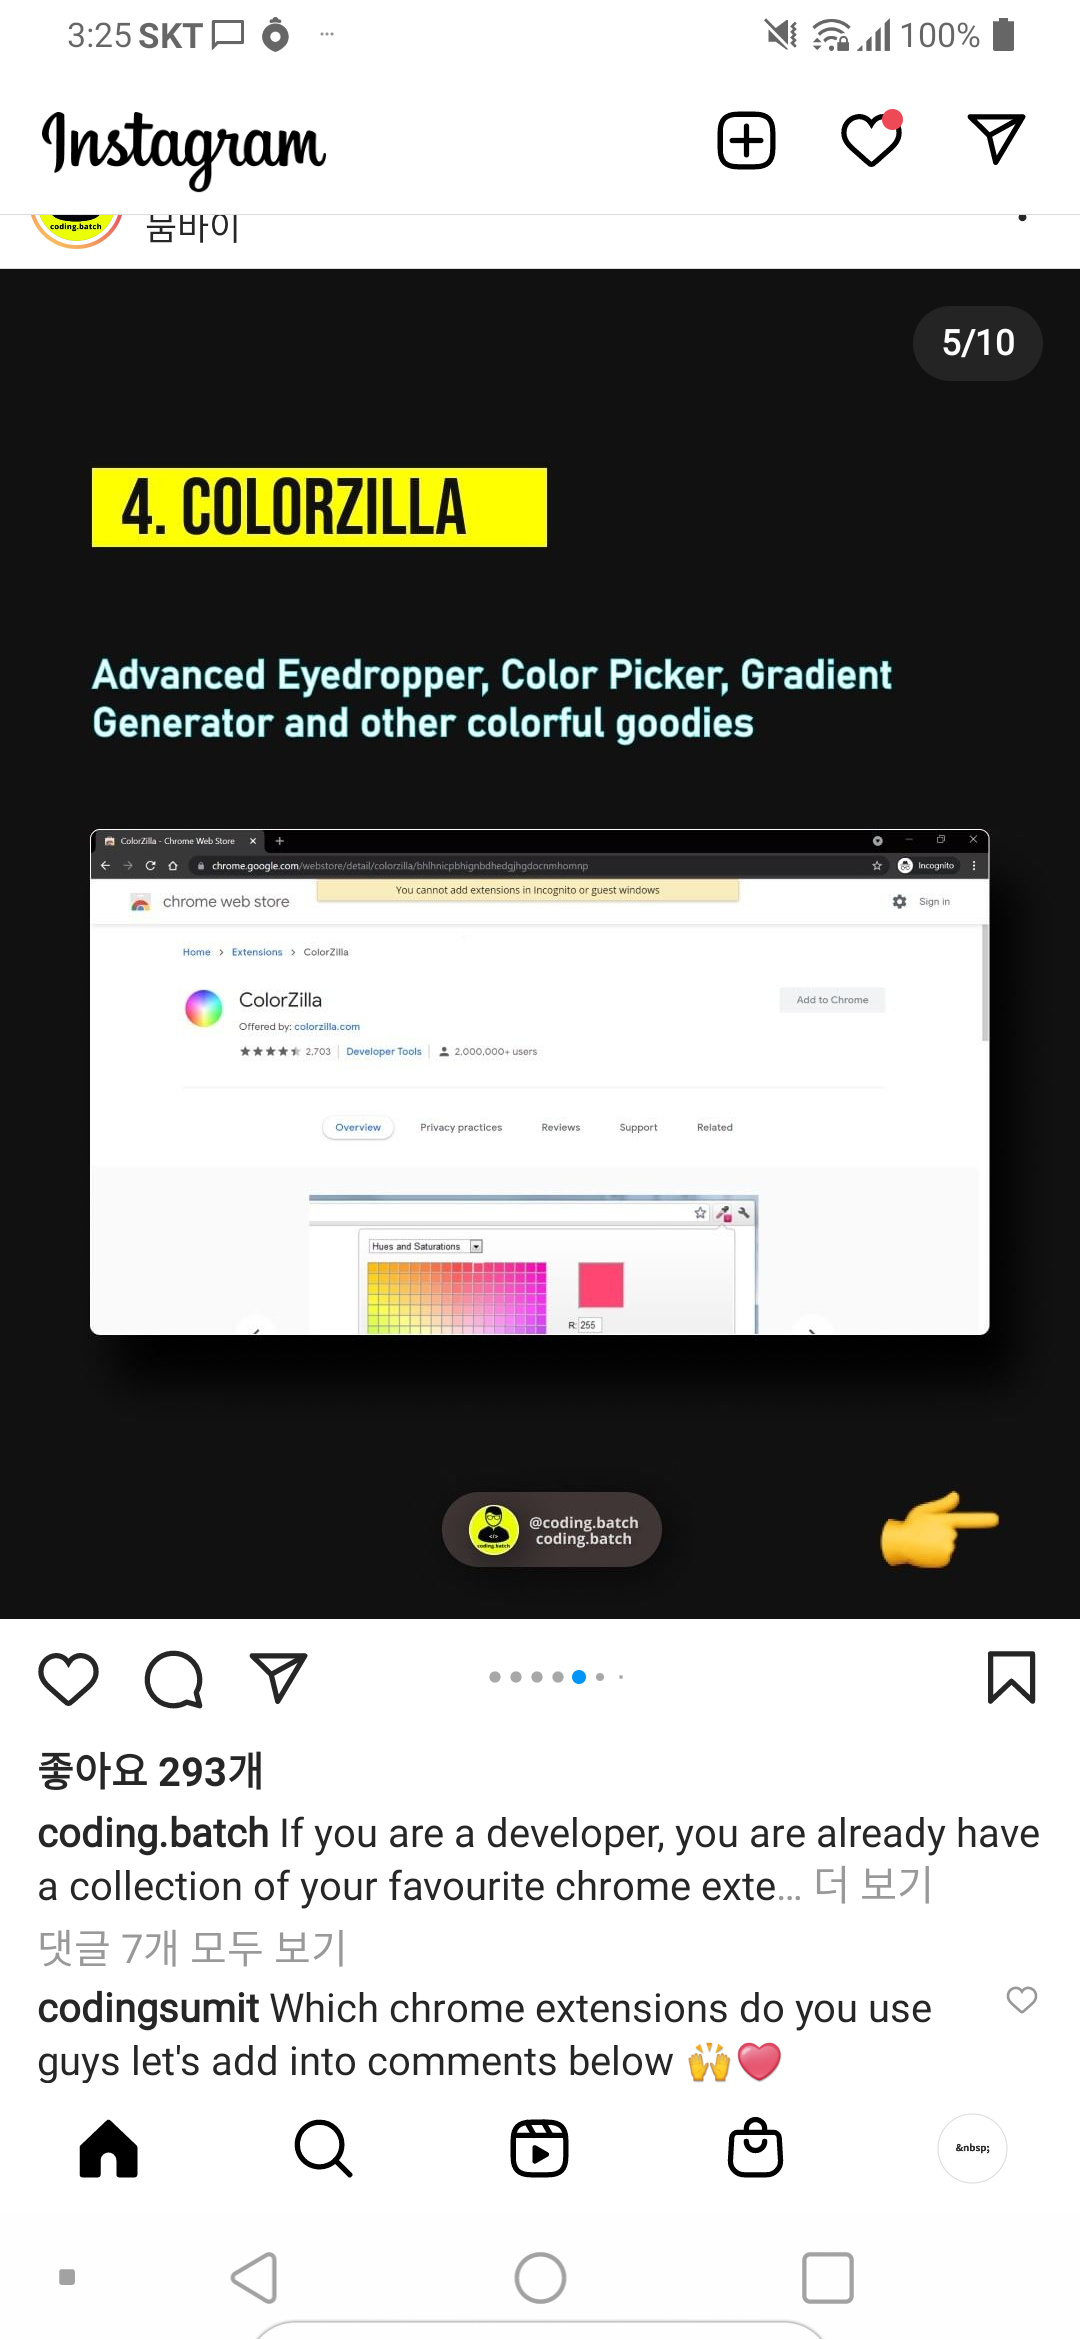 3:25 SKT
100%
Instagram
coding.batch
뭄바이
5/10
4. COLORZILLA
Advanced Eyedropper, Color Picker, Gradient
Generator and other colorful goodies
ColorZilla - Chrome Web Store
chrome.google.com/webstore/detail/colorzilla/bhlhnicpbhignbdhedgjhgdocnmhomnp
Incognito
You cannot add extensions in Incognito or guest windows
chrome web store
Sign in
Home > Extensions > ColorZilla
ColorZilla
Add to Chrome
Offered by: colorzilla.com
2,703 | Developer Tools | 2,000,000+ users
Overview Privacy practices Reviews Support Related
Hues and Saturations
R: 255
@coding.batch
coding.batch
coding.batch
좋아요 293개
coding.batch If you are a developer, you are already have
a collection of your favourite chrome exte... 더 보기
댓글 7개 모두 보기
codingsumit Which chrome extensions do you use
guys let's add into comments below 🙌❤️
&nbsp;